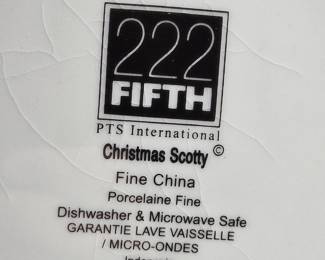 222
FIFTH
PTS International
Christmas Scotty ©
Fine China
Porcelaine Fine
Dishwasher & Microwave Safe
GARANTIE LAVE VAISSELLE
/ MICRO-ONDES